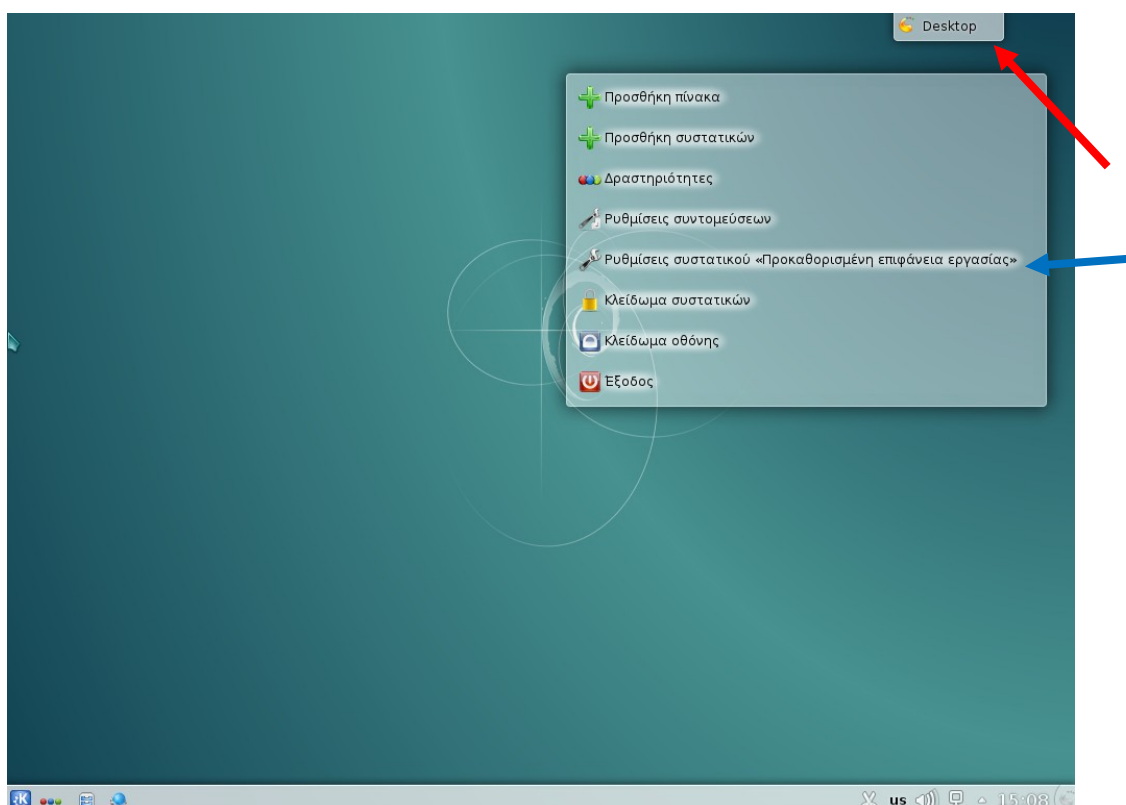 Desktop
Προσθήκη πίνακα
Προσθήκη συστατικών
Δραστηριότητες
Ρυθμίσεις συντομεύσεων
Ρυθμίσεις συστατικού «Προκαθορισμένη επιφάνεια εργασίας»
Κλείδωμα συστατικών
Κλείδωμα οθόνης
Έξοδος
K us 15:08